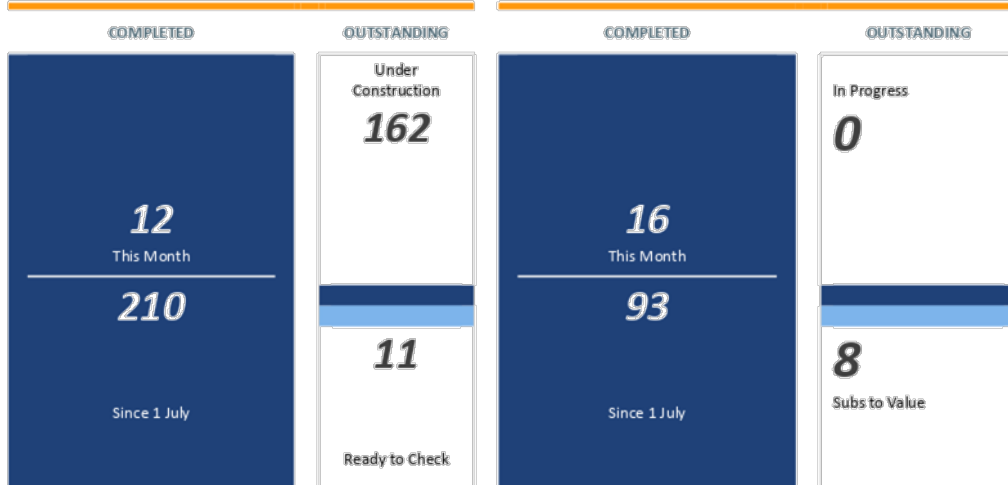 COMPLETED
OUTSTANDING
COMPLETED
OUTSTANDING
Under
Construction
162
12
This Month
210
Since 1 July
11
Ready to Check
In Progress
0
16
This Month
93
Since 1 July
8
Subs to Value